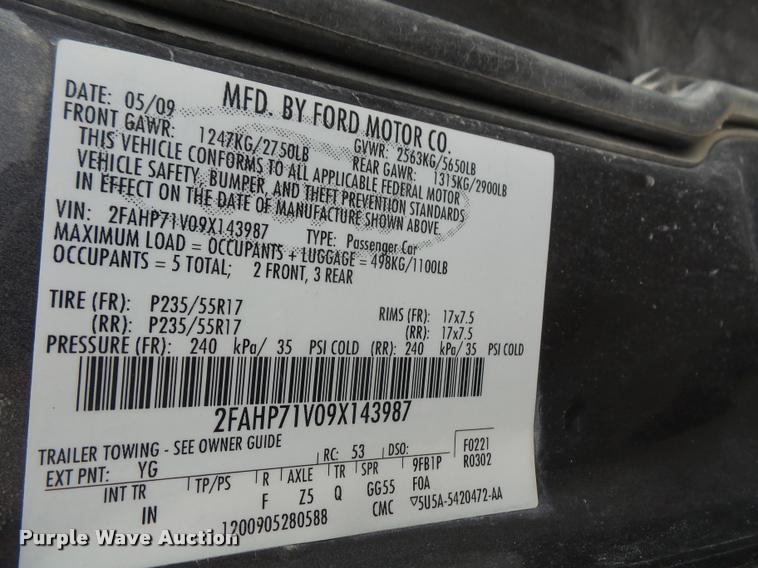 DATE: 05/09 MFD. BY FORD MOTOR CO.
FRONT GAWR: 1247KG/2750LB GVWR: 2563KG/5650LB
REAR GAWR: 1315KG/2900LB
THIS VEHICLE CONFORMS TO ALL APPLICABLE FEDERAL MOTOR
VEHICLE SAFETY, BUMPER, AND THEFT PREVENTION STANDARDS
IN EFFECT ON THE DATE OF MANUFACTURE SHOWN ABOVE.
VIN: 2FAHP71V09X143987 TYPE: Passenger Car
MAXIMUM LOAD = OCCUPANTS + LUGGAGE = 498KG/1100LB
OCCUPANTS = 5 TOTAL; 2 FRONT, 3 REAR
TIRE (FR): P235/55R17 RIMS (FR): 17x7.5
(RR): P235/55R17 (RR): 17x7.5
PRESSURE (FR): 240 kPa/ 35 PSI COLD (RR): 240 kPa/ 35 PSI COLD
2FAHP71V09X143987
TRAILER TOWING - SEE OWNER GUIDE
EXT PNT: YG RC: 53 DSO: F0221
R0302
INT TR TP/PS R AXLE TR SPR 9FB1P
IN F Z5 Q GG55 F0A
1200905280588 CMC ▽5U5A-5420472-AA
Purple Wave Auction